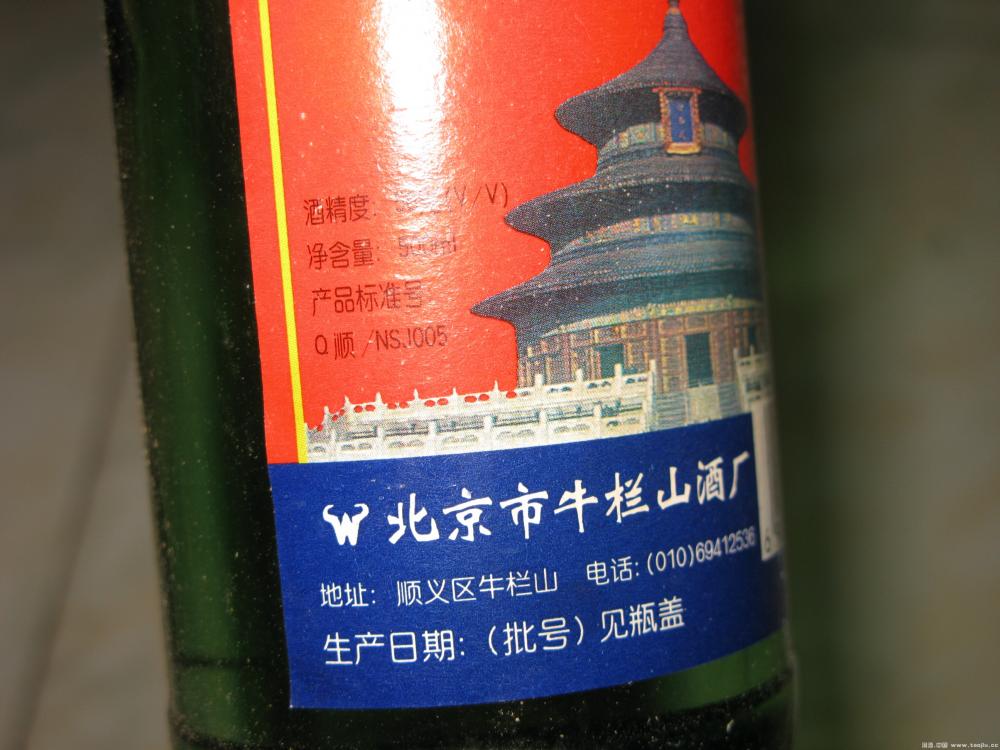 酒精度: (V/V)
净含量: 500ml
产品标准号
Q顺/NSJ005
北京市牛栏山酒厂
地址: 顺义区牛栏山 电话: (010)69412536
生产日期: (批号) 见瓶盖